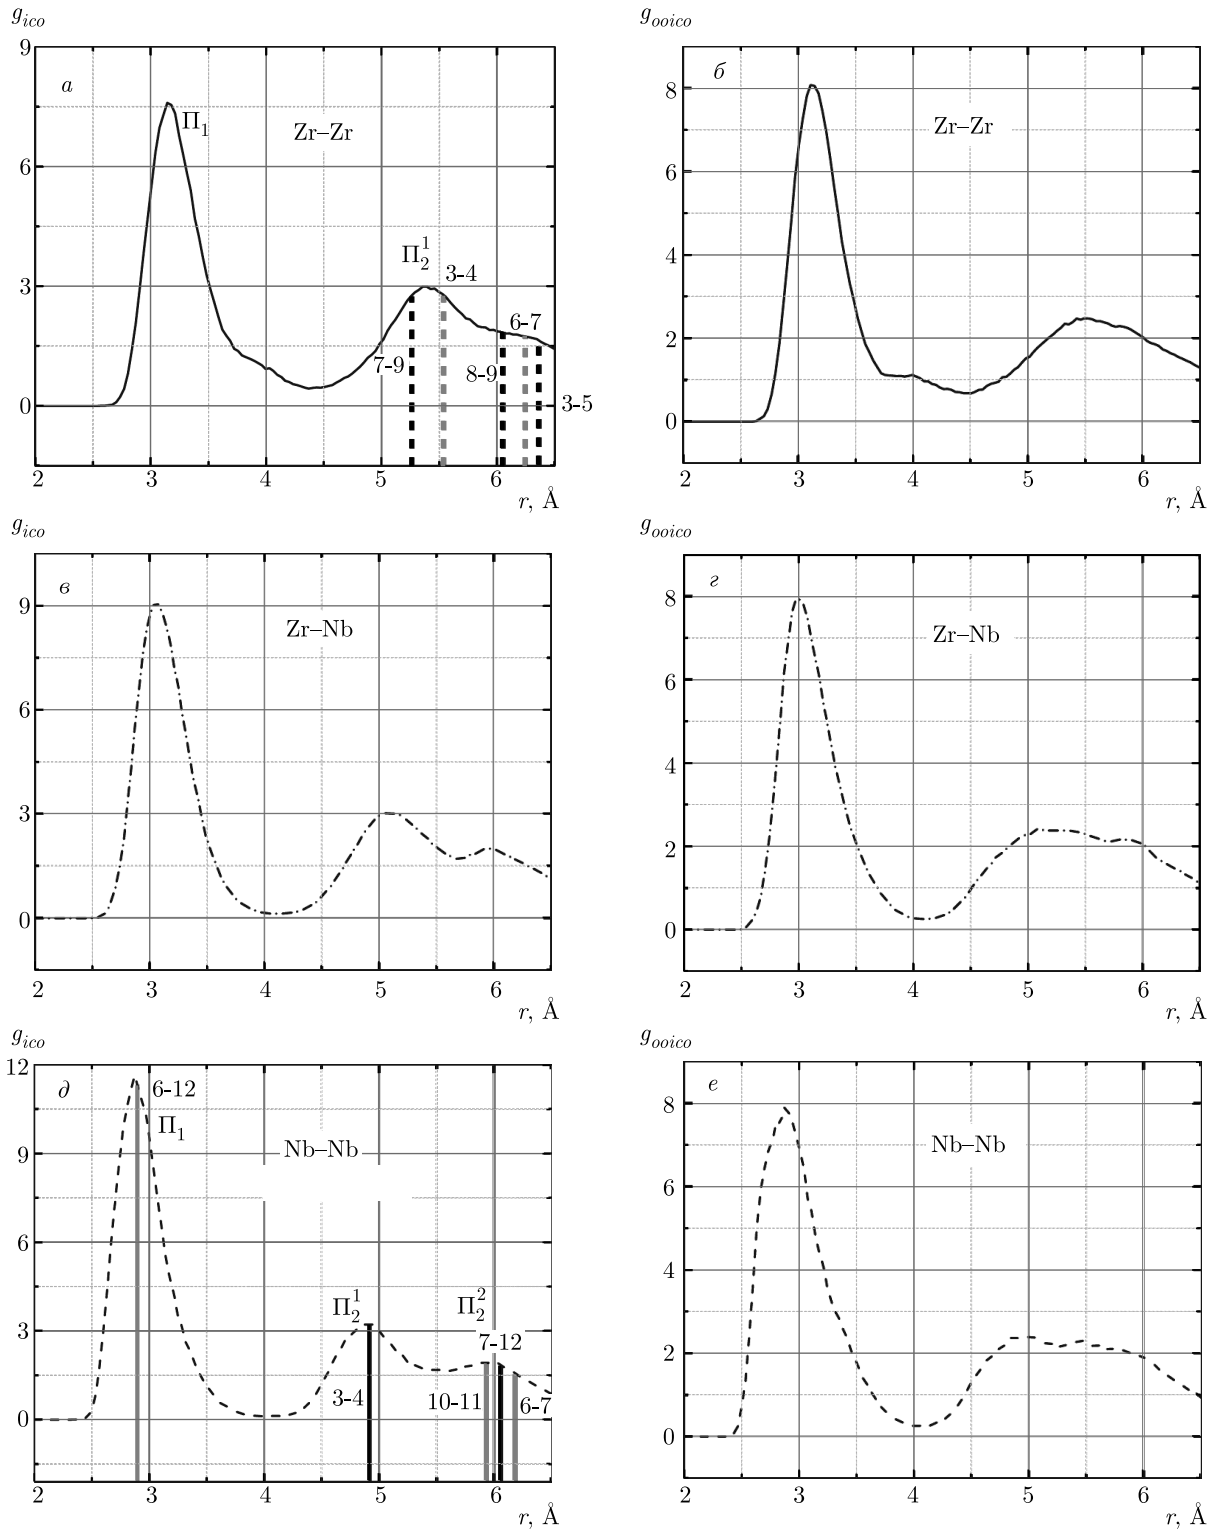 g_ico
9
а
П_1
Zr–Zr
6
П_2^1
3-4
3
6-7
7-9
8-9
0
3-5
2 3 4 5 6
r, Å
g_ooico
б
8
Zr–Zr
6
4
2
0
2 3 4 5 6
r, Å
g_ico
в
9
Zr–Nb
6
3
0
2 3 4 5 6
r, Å
g_ooico
г
8
Zr–Nb
6
4
2
0
2 3 4 5 6
r, Å
g_ico
12
д
6-12
П_1
9
Nb–Nb
6
П_2^1
П_2^2
3
7-12
3-4
10-11
6-7
0
2 3 4 5 6
r, Å
g_ooico
е
8
Nb–Nb
6
4
2
0
2 3 4 5 6
r, Å